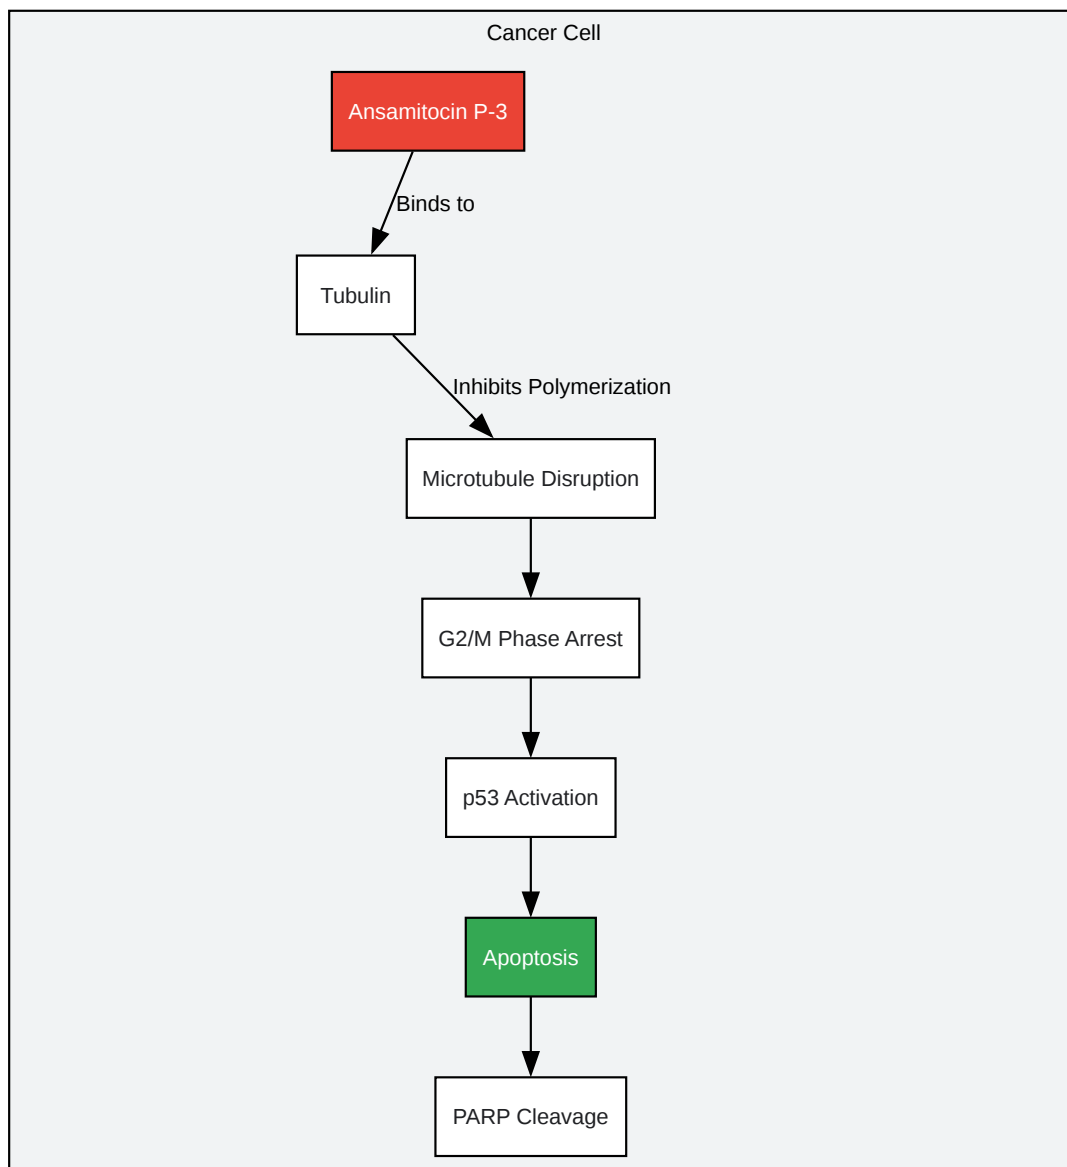 Cancer Cell
Ansamitocin P-3
Binds to
Tubulin
Inhibits Polymerization
Microtubule Disruption
G2/M Phase Arrest
p53 Activation
Apoptosis
PARP Cleavage